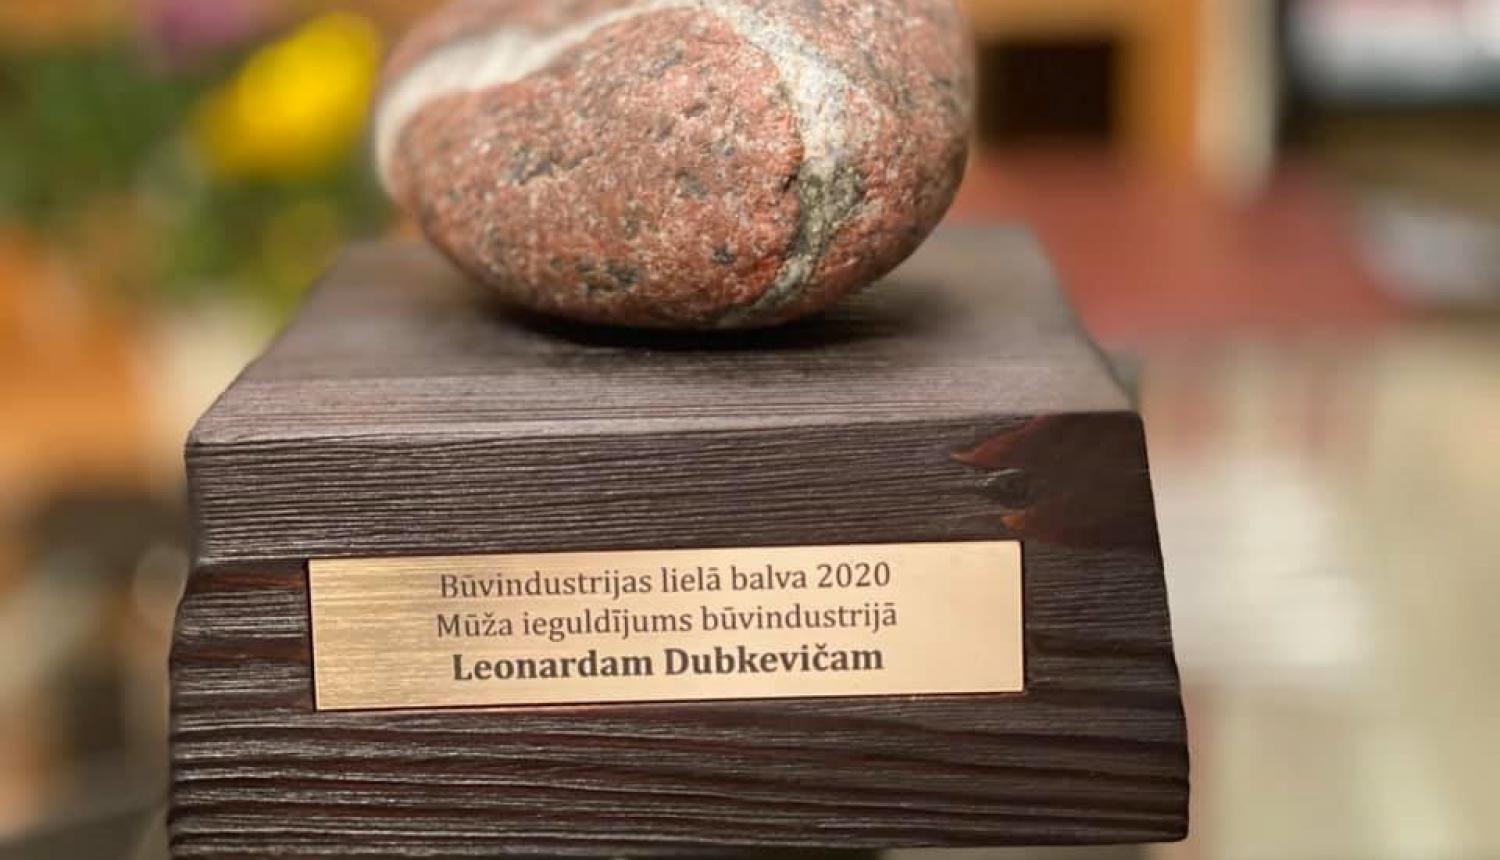 Būvindustrijas lielā balva 2020
Mūža ieguldījums būvindustrijā
Leonardam Dubkevičam